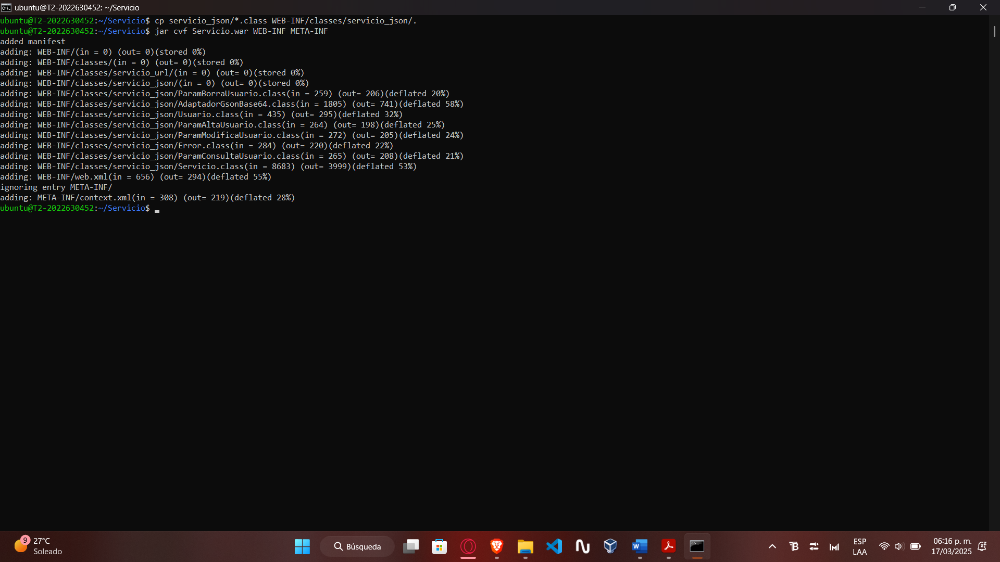 ubuntu@T2-2022630452: ~/Servicio
ubuntu@T2-2022630452:~/Servicio$ cp servicio_json/*.class WEB-INF/classes/servicio_json/.
ubuntu@T2-2022630452:~/Servicio$ jar cvf Servicio.war WEB-INF META-INF
added manifest
adding: WEB-INF/(in = 0) (out= 0)(stored 0%)
adding: WEB-INF/classes/(in = 0) (out= 0)(stored 0%)
adding: WEB-INF/classes/servicio_url/(in = 0) (out= 0)(stored 0%)
adding: WEB-INF/classes/servicio_json/(in = 0) (out= 0)(stored 0%)
adding: WEB-INF/classes/servicio_json/ParamBorraUsuario.class(in = 259) (out= 206)(deflated 20%)
adding: WEB-INF/classes/servicio_json/AdaptadorGsonBase64.class(in = 1805) (out= 741)(deflated 58%)
adding: WEB-INF/classes/servicio_json/Usuario.class(in = 435) (out= 295)(deflated 32%)
adding: WEB-INF/classes/servicio_json/ParamAltaUsuario.class(in = 264) (out= 198)(deflated 25%)
adding: WEB-INF/classes/servicio_json/ParamModificaUsuario.class(in = 272) (out= 205)(deflated 24%)
adding: WEB-INF/classes/servicio_json/Error.class(in = 284) (out= 220)(deflated 22%)
adding: WEB-INF/classes/servicio_json/ParamConsultaUsuario.class(in = 265) (out= 208)(deflated 21%)
adding: WEB-INF/classes/servicio_json/Servicio.class(in = 8683) (out= 3999)(deflated 53%)
adding: WEB-INF/web.xml(in = 656) (out= 294)(deflated 55%)
ignoring entry META-INF/
adding: META-INF/context.xml(in = 308) (out= 219)(deflated 28%)
ubuntu@T2-2022630452:~/Servicio$
9
27°C
Soleado
Búsqueda
ESP
LAA
06:16 p. m.
17/03/2025